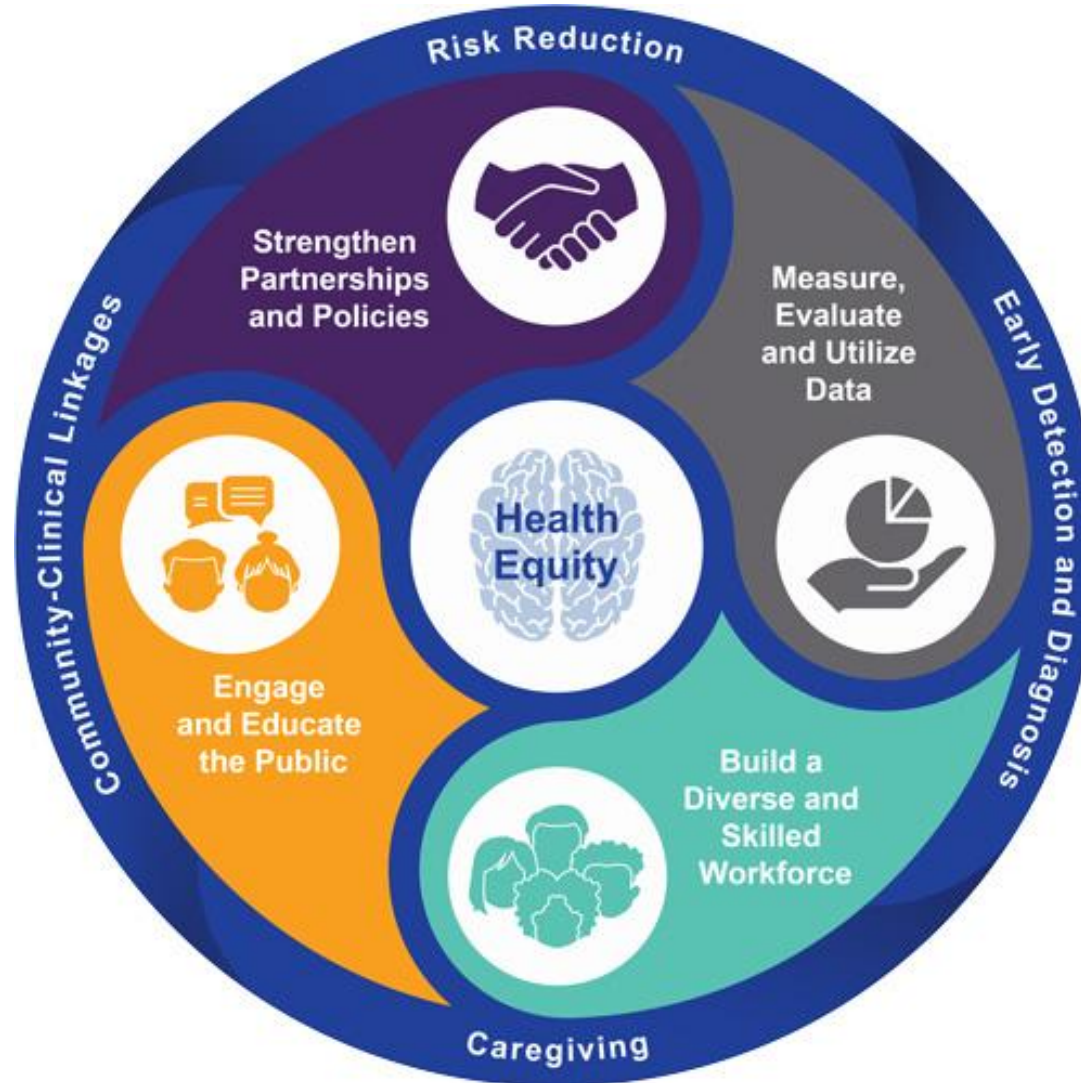 Risk Reduction
Strengthen
Partnerships
and Policies
Measure,
Evaluate
and Utilize
Data
Early Detection and Diagnosis
Community-Clinical Linkages
Health
Equity
Engage
and Educate
the Public
Build a
Diverse and
Skilled
Workforce
Caregiving